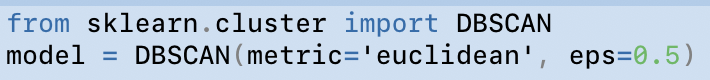 from sklearn.cluster import DBSCAN
model = DBSCAN(metric='euclidean', eps=0.5)